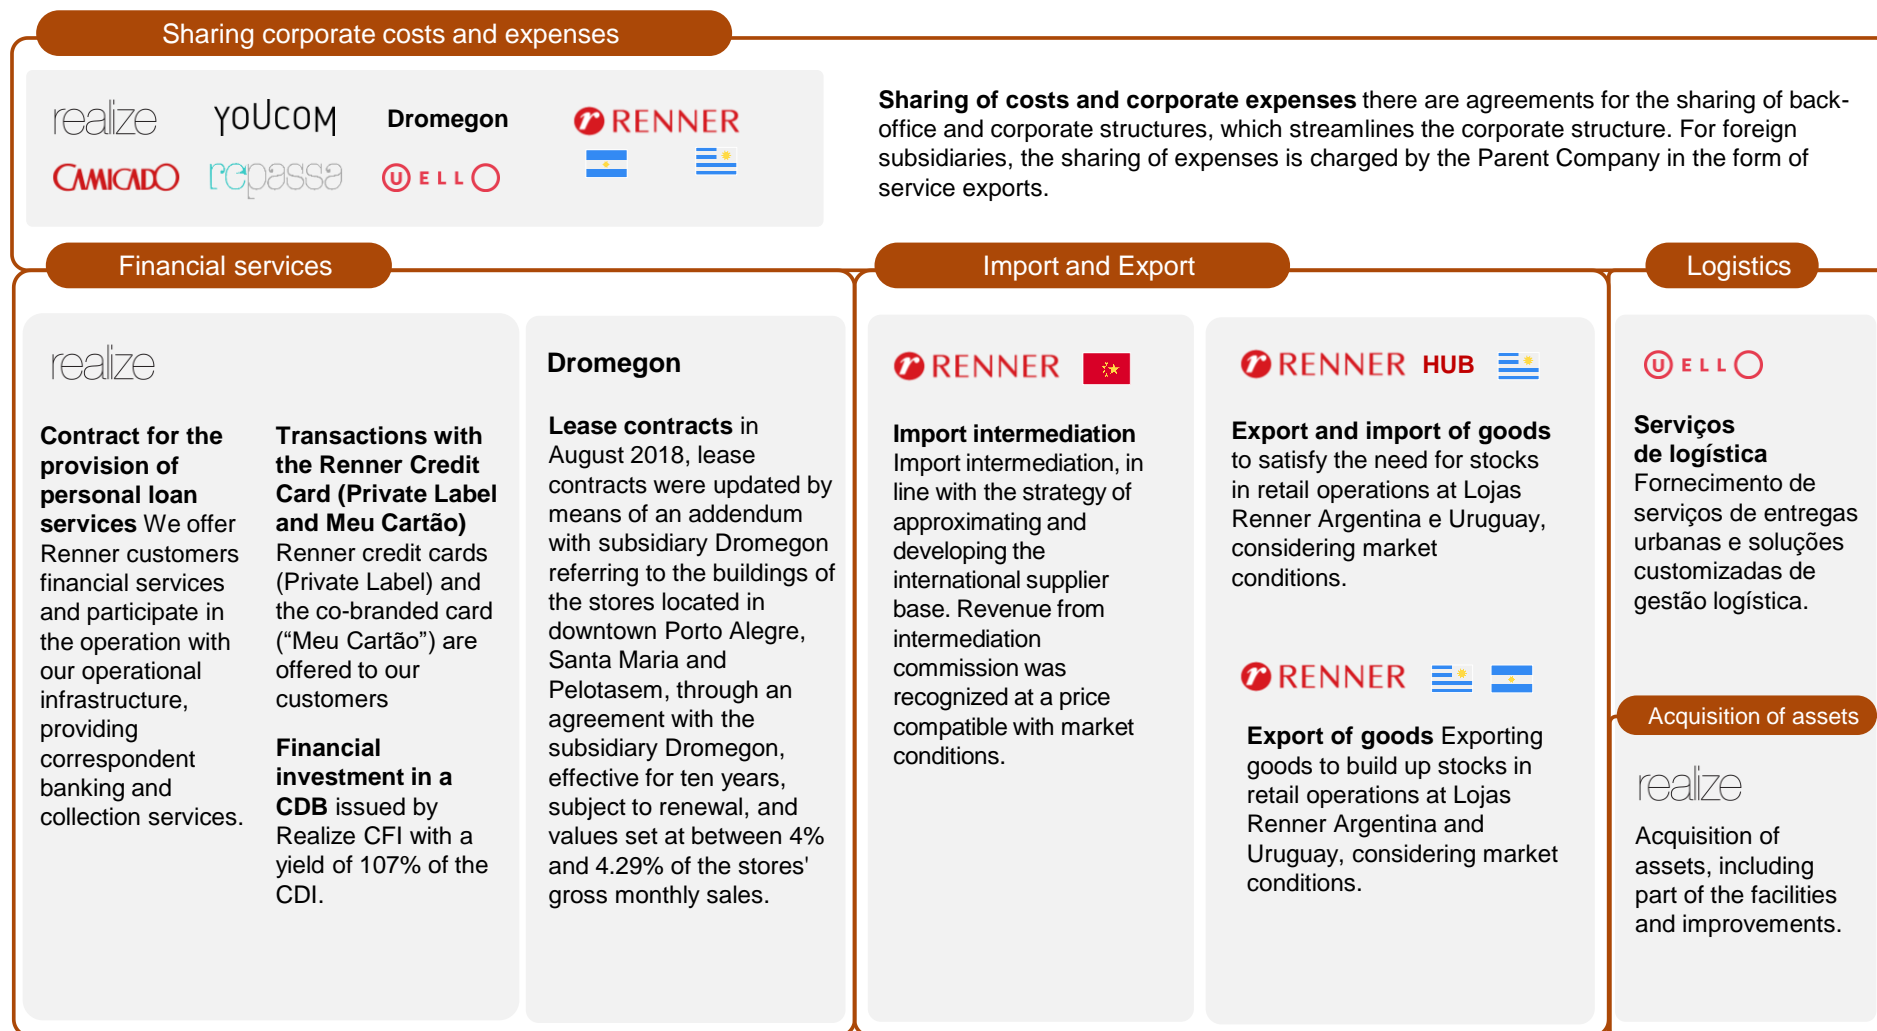 Sharing corporate costs and expenses
realize
YOUCOM
Dromegon
RENNER
CAMICADO
repassa
UELLO
Sharing of costs and corporate expenses there are agreements for the sharing of back-
office and corporate structures, which streamlines the corporate structure. For foreign
subsidiaries, the sharing of expenses is charged by the Parent Company in the form of
service exports.
Financial services
realize
Contract for the
provision of
personal loan
services We offer
Renner customers
financial services
and participate in
the operation with
our operational
infrastructure,
providing
correspondent
banking and
collection services.
Transactions with
the Renner Credit
Card (Private Label
and Meu Cartão)
Renner credit cards
(Private Label) and
the co-branded card
(“Meu Cartão”) are
offered to our
customers
Financial
investment in a
CDB issued by
Realize CFI with a
yield of 107% of the
CDI.
Dromegon
Lease contracts in
August 2018, lease
contracts were updated by
means of an addendum
with subsidiary Dromegon
referring to the buildings of
the stores located in
downtown Porto Alegre,
Santa Maria and
Pelotasem, through an
agreement with the
subsidiary Dromegon,
effective for ten years,
subject to renewal, and
values set at between 4%
and 4.29% of the stores'
gross monthly sales.
Import and Export
RENNER
Import intermediation
Import intermediation, in
line with the strategy of
approximating and
developing the
international supplier
base. Revenue from
intermediation
commission was
recognized at a price
compatible with market
conditions.
RENNER HUB
Export and import of goods
to satisfy the need for stocks
in retail operations at Lojas
Renner Argentina e Uruguay,
considering market
conditions.
RENNER
Export of goods Exporting
goods to build up stocks in
retail operations at Lojas
Renner Argentina and
Uruguay, considering market
conditions.
Logistics
UELLO
Serviços
de logística
Fornecimento de
serviços de entregas
urbanas e soluções
customizadas de
gestão logística.
Acquisition of assets
realize
Acquisition of
assets, including
part of the facilities
and improvements.